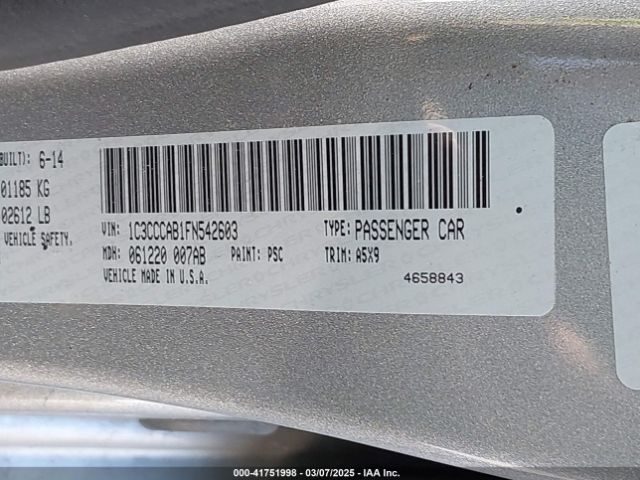 BUILT): 6-14
01185 KG
02612 LB
VEHICLE SAFETY.
VIN: 1C3CCCAB1FN542603 TYPE: PASSENGER CAR
MDH: 061220 007AB PAINT: PSC TRIM: A5X9
VEHICLE MADE IN U.S.A. 4658843
000-41751998 — 03/07/2025 — IAA Inc.